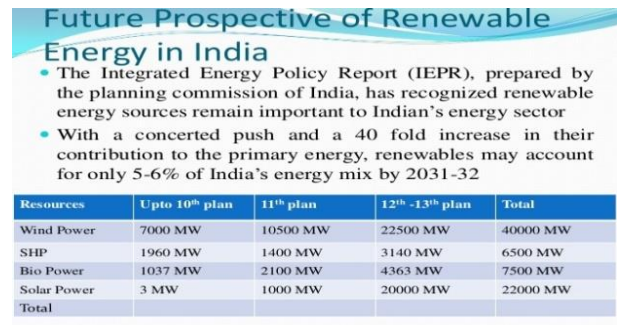 Future Prospective of Renewable
Energy in India
• The Integrated Energy Policy Report (IEPR), prepared by
the planning commission of India, has recognized renewable
energy sources remain important to Indian's energy sector
• With a concerted push and a 40 fold increase in their
contribution to the primary energy, renewables may account
for only 5-6% of India's energy mix by 2031-32
Resources Upto 10th plan 11th plan 12th -13th plan Total
Wind Power 7000 MW 10500 MW 22500 MW 40000 MW
SHP 1960 MW 1400 MW 3140 MW 6500 MW
Bio Power 1037 MW 2100 MW 4363 MW 7500 MW
Solar Power 3 MW 1000 MW 20000 MW 22000 MW
Total